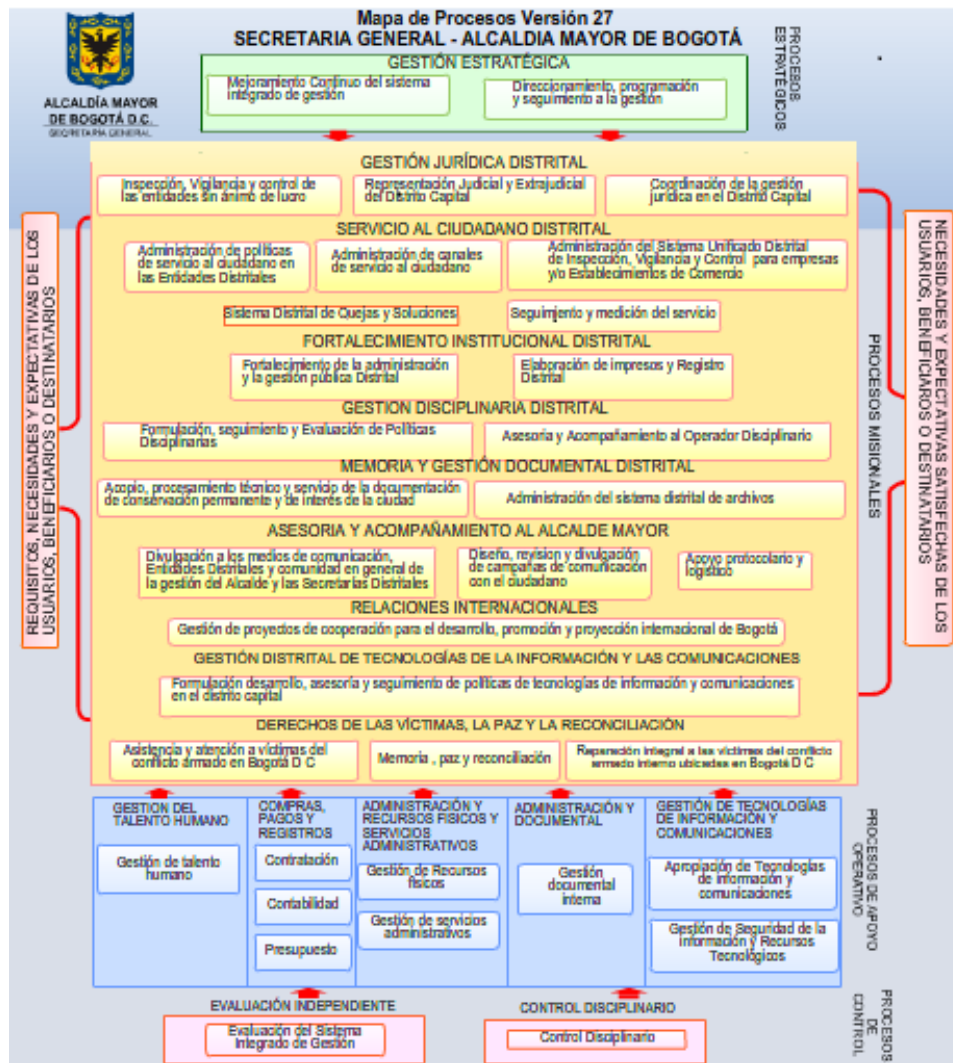 Mapa de Procesos Versión 27
SECRETARIA GENERAL - ALCALDIA MAYOR DE BOGOTÁ
ALCALDÍA MAYOR
DE BOGOTÁ D.C.
SECRETARÍA GENERAL
PROCESOS
ESTRATÉGICOS
GESTIÓN ESTRATÉGICA
Mejoramiento Continuo del sistema
integrado de gestión
Direccionamiento, programación
y seguimiento a la gestión
REQUISITOS, NECESIDADES Y EXPECTATIVAS DE LOS
USUARIOS, BENEFICIARIOS O DESTINATARIOS
GESTIÓN JURÍDICA DISTRITAL
Inspección, Vigilancia y control de
las entidades sin ánimo de lucro
Representación Judicial y Extrajudicial
del Distrito Capital
Coordinación de la gestión
jurídica en el Distrito Capital
SERVICIO AL CIUDADANO DISTRITAL
Administración de políticas
de servicio al ciudadano en
las Entidades Distritales
Administración de canales
de servicio al ciudadano
Administración del Sistema Unificado Distrital
de Inspección, Vigilancia y Control para empresas
y/o Establecimientos de Comercio
Sistema Distrital de Quejas y Soluciones
Seguimiento y medición del servicio
FORTALECIMIENTO INSTITUCIONAL DISTRITAL
Fortalecimiento de la administración
y la gestión pública Distrital
Elaboración de impresos y Registro
Distrital
GESTION DISCIPLINARIA DISTRITAL
Formulación, seguimiento y Evaluación de Políticas
Disciplinarias
Asesoría y Acompañamiento al Operador Disciplinario
MEMORIA Y GESTIÓN DOCUMENTAL DISTRITAL
Acopio, procesamiento técnico y servicio de la documentación
de conservación permanente y de interés de la ciudad
Administración del sistema distrital de archivos
ASESORIA Y ACOMPAÑAMIENTO AL ALCALDE MAYOR
Divulgación a los medios de comunicación,
Entidades Distritales y comunidad en general de
la gestión del Alcalde y las Secretarías Distritales
Diseño, revision y divulgación
de campañas de comunicación
con el ciudadano
Apoyo protocolario y
logístico
RELACIONES INTERNACIONALES
Gestión de proyectos de cooperación para el desarrollo, promoción y proyección internacional de Bogotá
GESTIÓN DISTRITAL DE TECNOLOGÍAS DE LA INFORMACIÓN Y LAS COMUNICACIONES
Formulación desarrollo, asesoría y seguimiento de políticas de tecnologías de información y comunicaciones
en el distrito capital
DERECHOS DE LAS VÍCTIMAS, LA PAZ Y LA RECONCILIACIÓN
Asistencia y atención a víctimas del
conflicto armado en Bogotá D C
Memoria , paz y reconciliación
Reparación integral a las víctimas del conflicto
armado interno ubicadas en Bogotá D C
PROCESOS MISIONALES
NECESIDADES Y EXPECTATIVAS SATISFECHAS DE LOS
USUARIOS, BENEFICIAROS O DESTINATARIOS
GESTION DEL
TALENTO HUMANO
Gestión de talento
humano
COMPRAS,
PAGOS Y
REGISTROS
Contratación
Contabilidad
Presupuesto
ADMINISTRACIÓN Y
RECURSOS FISICOS Y
SERVICIOS
ADMINISTRATIVOS
Gestión de Recursos
físicos
Gestión de servicios
administrativos
ADMINISTRACIÓN Y
DOCUMENTAL
Gestión
documental
interna
GESTIÓN DE TECNOLOGÍAS
DE INFORMACIÓN Y
COMUNICACIONES
Apropiación de Tecnologías
de información y
comunicaciones
Gestión de Seguridad de la
información y Recursos
Tecnológicos
PROCESOS DE APOYO
OPERATIVO
EVALUACIÓN INDEPENDIENTE
Evaluación del Sistema
Integrado de Gestión
CONTROL DISCIPLINARIO
Control Disciplinario
PROCESOS
DE
CONTROL